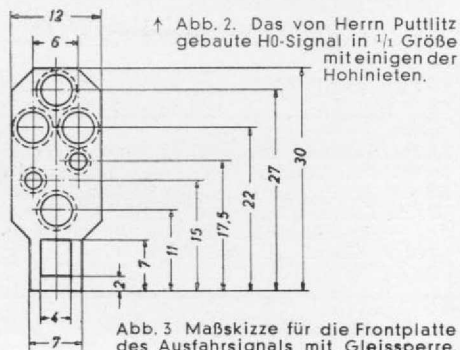 12
6
↑ Abb. 2. Das von Herrn Puttlitz
gebaute H0-Signal in 1/1 Größe
mit einigen der
Hohlnieten.
30
27
22
17,5
15
11
7
2
4
7
Abb. 3 Maßskizze für die Frontplatte
des Ausfahrsignals mit Gleissperre.